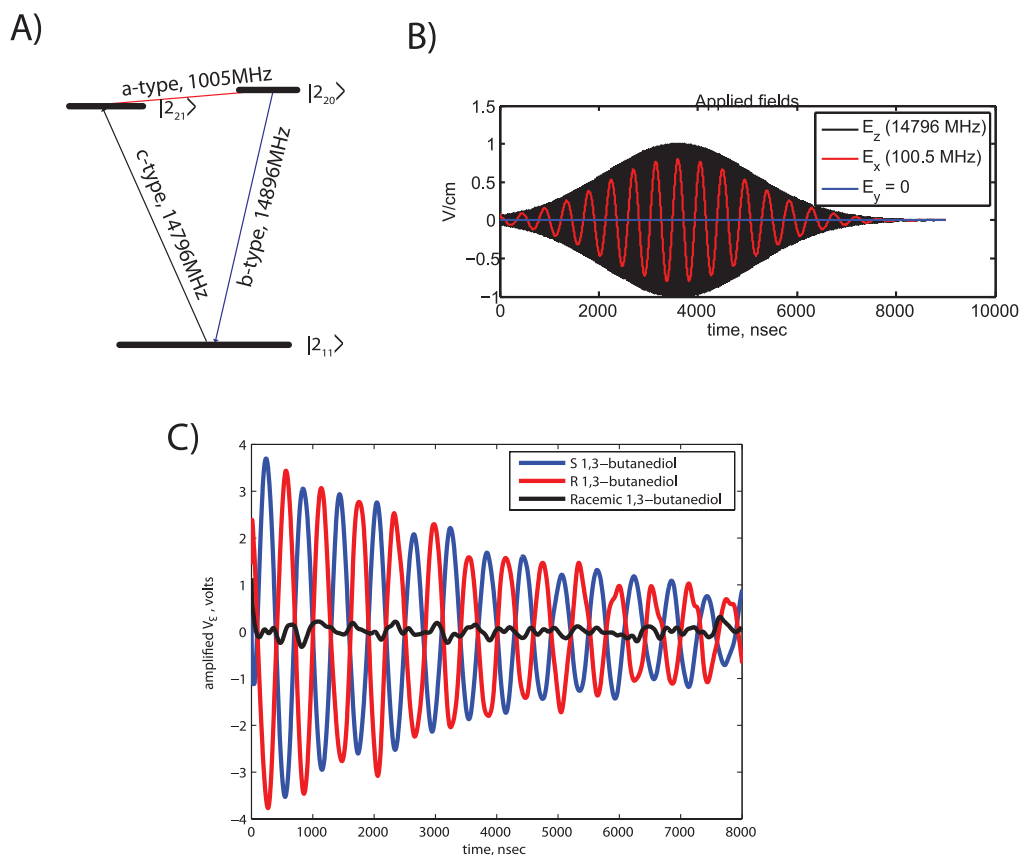 A)
a-type, 1005MHz
|2₂₁⟩
|2₂₀⟩
c-type, 14796MHz
b-type, 14896MHz
|2₁₁⟩
B)
Applied fields
1.5
1
0.5
0
−0.5
−1
V/cm
E_z (14796 MHz)
E_x (100.5 MHz)
E_y = 0
0
2000
4000
6000
8000
10000
time, nsec
C)
4
3
2
1
0
−1
−2
−3
−4
amplified V_ε, volts
S 1,3−butanediol
R 1,3−butanediol
Racemic 1,3−butanediol
0
1000
2000
3000
4000
5000
6000
7000
8000
time, nsec